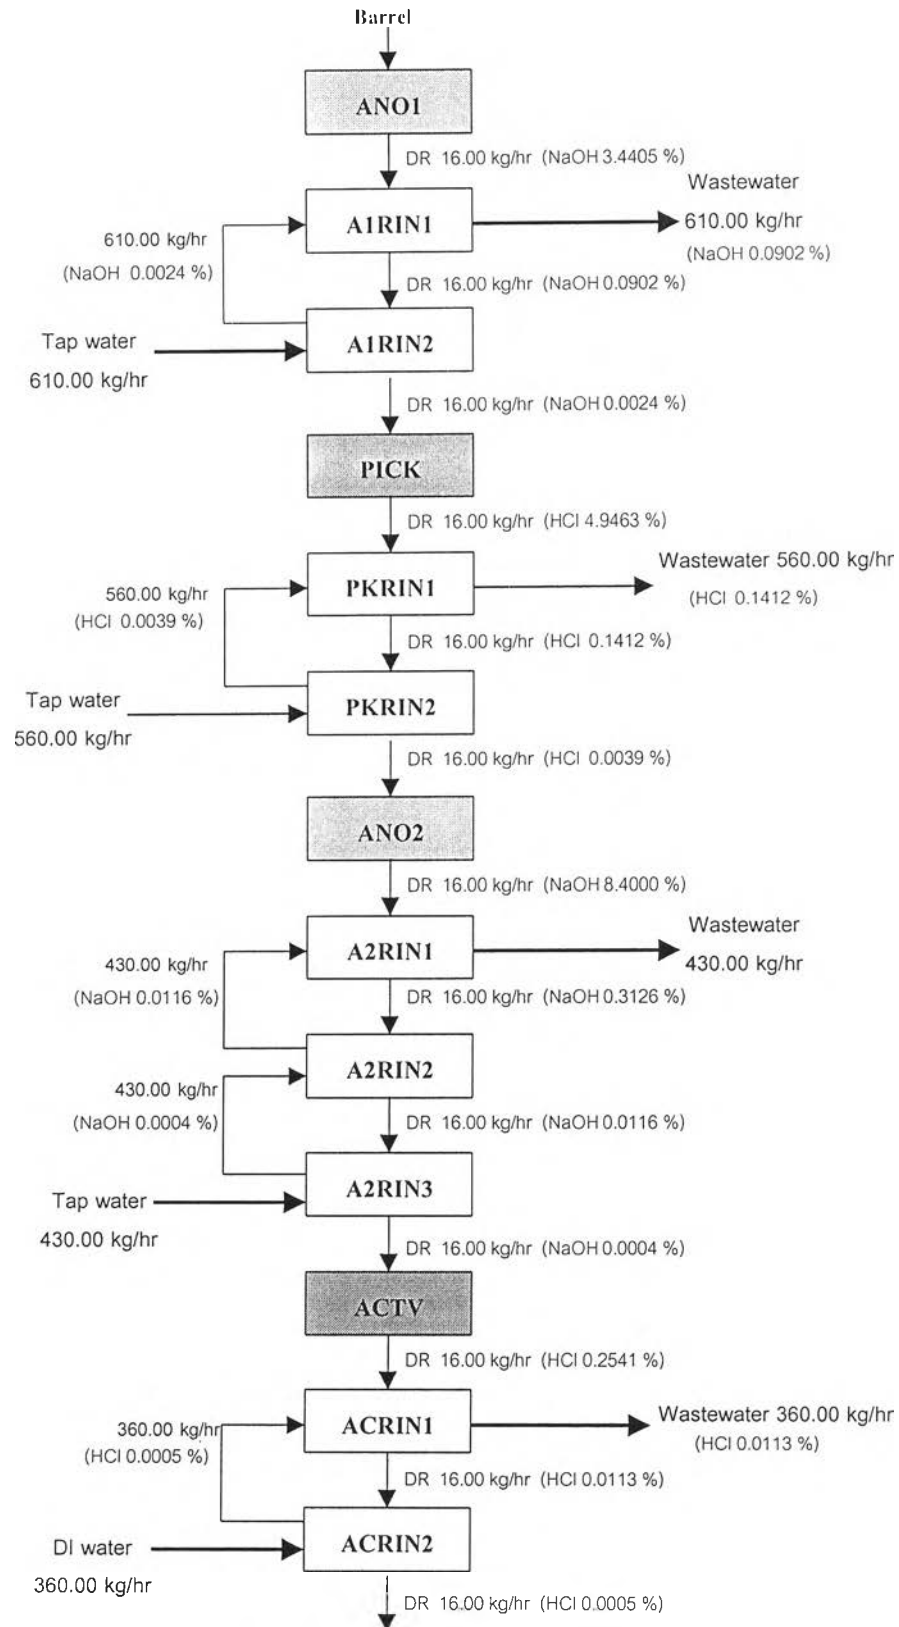 Barrel
ANO1
DR 16.00 kg/hr (NaOH 3.4405 %)
Wastewater
610.00 kg/hr
(NaOH 0.0902 %)
A1RIN1
610.00 kg/hr
(NaOH 0.0024 %)
DR 16.00 kg/hr (NaOH 0.0902 %)
Tap water
610.00 kg/hr
A1RIN2
DR 16.00 kg/hr (NaOH 0.0024 %)
PICK
DR 16.00 kg/hr (HCl 4.9463 %)
Wastewater 560.00 kg/hr
(HCl 0.1412 %)
PKRIN1
560.00 kg/hr
(HCl 0.0039 %)
DR 16.00 kg/hr (HCl 0.1412 %)
Tap water
560.00 kg/hr
PKRIN2
DR 16.00 kg/hr (HCl 0.0039 %)
ANO2
DR 16.00 kg/hr (NaOH 8.4000 %)
Wastewater
430.00 kg/hr
A2RIN1
430.00 kg/hr
(NaOH 0.0116 %)
DR 16.00 kg/hr (NaOH 0.3126 %)
A2RIN2
430.00 kg/hr
(NaOH 0.0004 %)
DR 16.00 kg/hr (NaOH 0.0116 %)
A2RIN3
Tap water
430.00 kg/hr
DR 16.00 kg/hr (NaOH 0.0004 %)
ACTV
DR 16.00 kg/hr (HCl 0.2541 %)
Wastewater 360.00 kg/hr
(HCl 0.0113 %)
ACRIN1
360.00 kg/hr
(HCl 0.0005 %)
DR 16.00 kg/hr (HCl 0.0113 %)
ACRIN2
DI water
360.00 kg/hr
DR 16.00 kg/hr (HCl 0.0005 %)